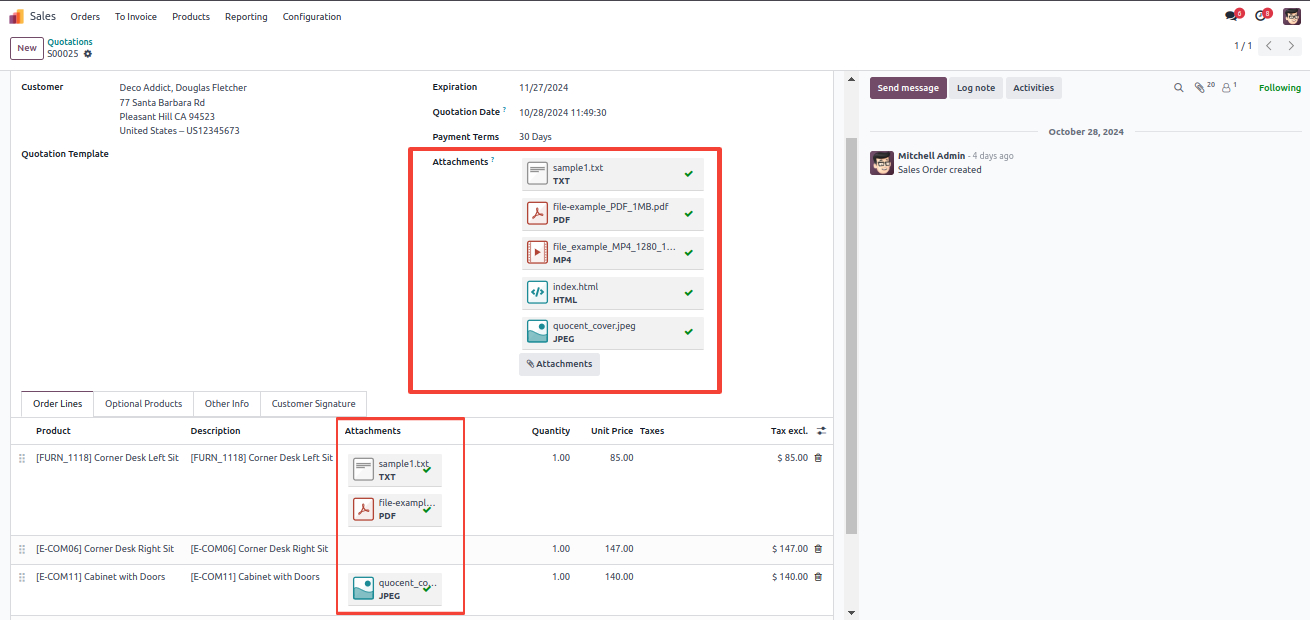 Sales Orders To Invoice Products Reporting Configuration 6 8
New Quotations
S00025
1 / 1
Customer
Deco Addict, Douglas Fletcher
77 Santa Barbara Rd
Pleasant Hill CA 94523
United States – US12345673
Quotation Template
Expiration 11/27/2024
Quotation Date ? 10/28/2024 11:49:30
Payment Terms 30 Days
Attachments ?
sample1.txt
TXT
file-example_PDF_1MB.pdf
PDF
file_example_MP4_1280_1...
MP4
index.html
HTML
quocent_cover.jpeg
JPEG
Attachments
Send message Log note Activities 20 1 Following
October 28, 2024
Mitchell Admin - 4 days ago
Sales Order created
Order Lines Optional Products Other Info Customer Signature
Product Description Attachments Quantity Unit Price Taxes Tax excl.
[FURN_1118] Corner Desk Left Sit [FURN_1118] Corner Desk Left Sit 1.00 85.00 $ 85.00
sample1.txt
TXT
file-exampl...
PDF
[E-COM06] Corner Desk Right Sit [E-COM06] Corner Desk Right Sit 1.00 147.00 $ 147.00
[E-COM11] Cabinet with Doors [E-COM11] Cabinet with Doors 1.00 140.00 $ 140.00
quocent_co...
JPEG